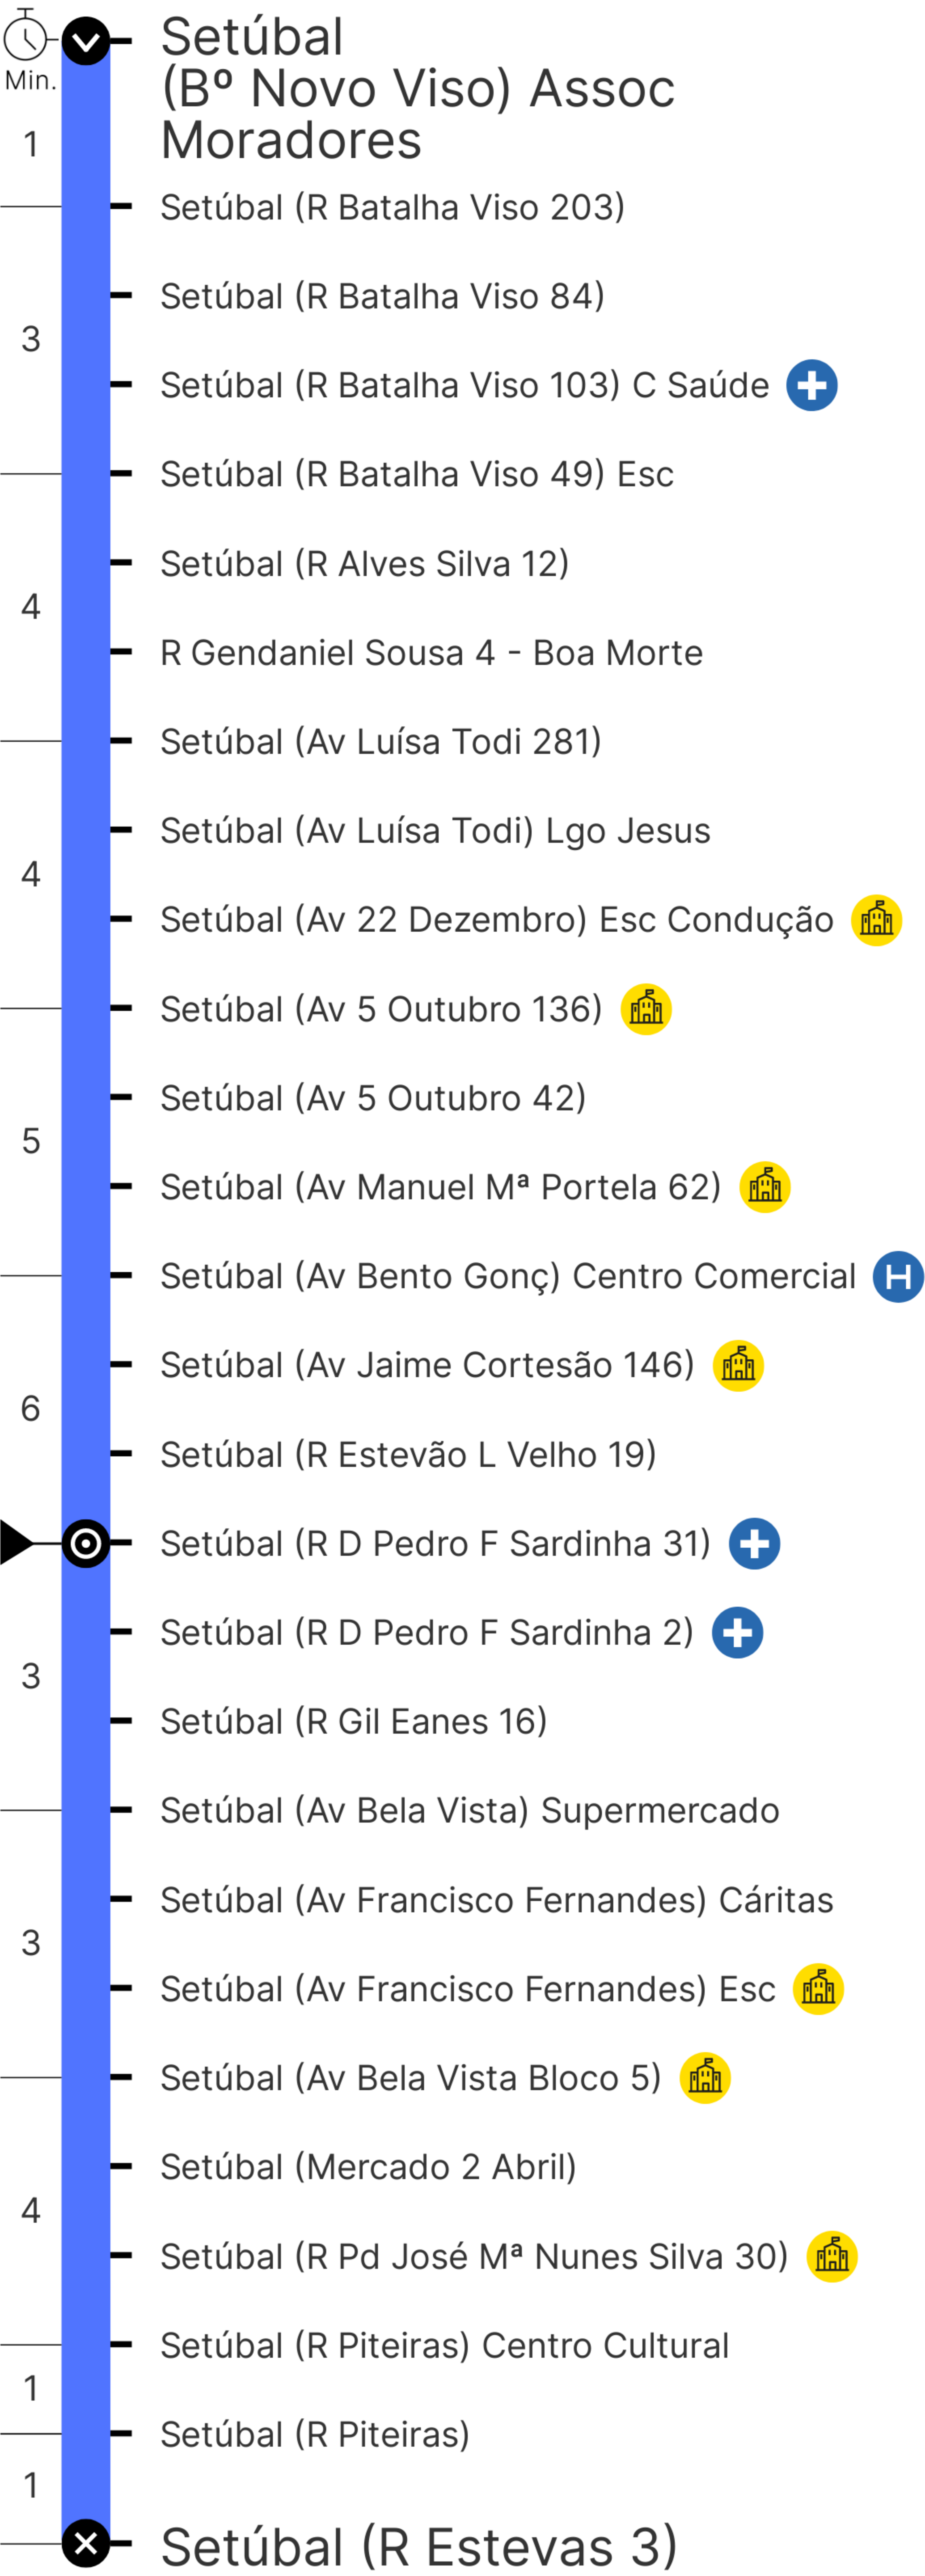 Setúbal
Min.
(Bº Novo Viso) Assoc
1
Moradores
Setúbal (R Batalha Viso 203)
Setúbal (R Batalha Viso 84)
3
Setúbal (R Batalha Viso 103) C Saúde
Setúbal (R Batalha Viso 49) Esc
Setúbal (R Alves Silva 12)
4
R Gendaniel Sousa 4 - Boa Morte
Setúbal (Av Luísa Todi 281)
Setúbal (Av Luísa Todi) Lgo Jesus
4
Setúbal (Av 22 Dezembro) Esc Condução
Setúbal (Av 5 Outubro 136)
Setúbal (Av 5 Outubro 42)
5
Setúbal (Av Manuel Mª Portela 62)
Setúbal (Av Bento Gonç) Centro Comercial H
Setúbal (Av Jaime Cortesão 146)
6
Setúbal (R Estevão L Velho 19)
Setúbal (R D Pedro F Sardinha 31)
Setúbal (R D Pedro F Sardinha 2)
3
Setúbal (R Gil Eanes 16)
Setúbal (Av Bela Vista) Supermercado
Setúbal (Av Francisco Fernandes) Cáritas
3
Setúbal (Av Francisco Fernandes) Esc
Setúbal (Av Bela Vista Bloco 5)
Setúbal (Mercado 2 Abril)
4
Setúbal (R Pd José Mª Nunes Silva 30)
Setúbal (R Piteiras) Centro Cultural
1
Setúbal (R Piteiras)
1
Setúbal (R Estevas 3)